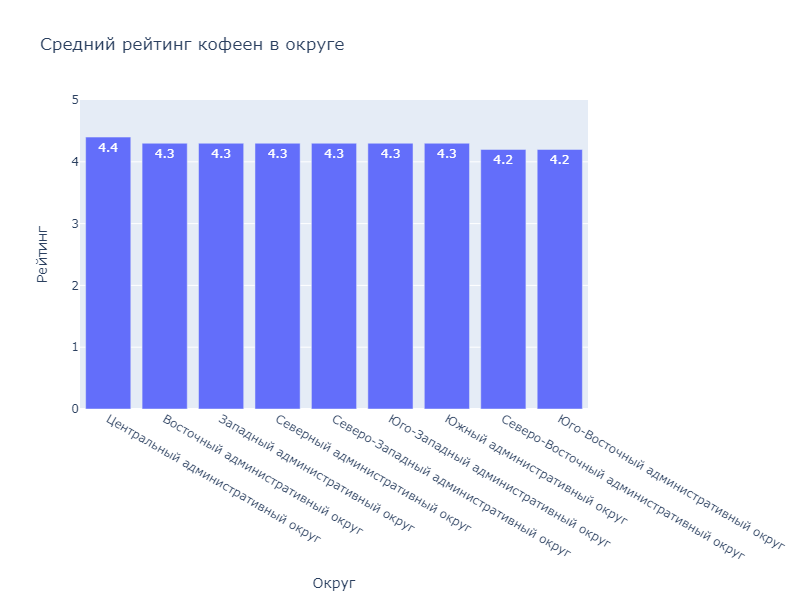 Средний рейтинг кофеен в округе
Рейтинг
5
4
3
2
1
0
4.4
4.3
4.3
4.3
4.3
4.3
4.3
4.2
4.2
Центральный административный округ
Восточный административный округ
Западный административный округ
Северный административный округ
Северо-Западный административный округ
Юго-Западный административный округ
Южный административный округ
Северо-Восточный административный округ
Юго-Восточный административный округ
Округ